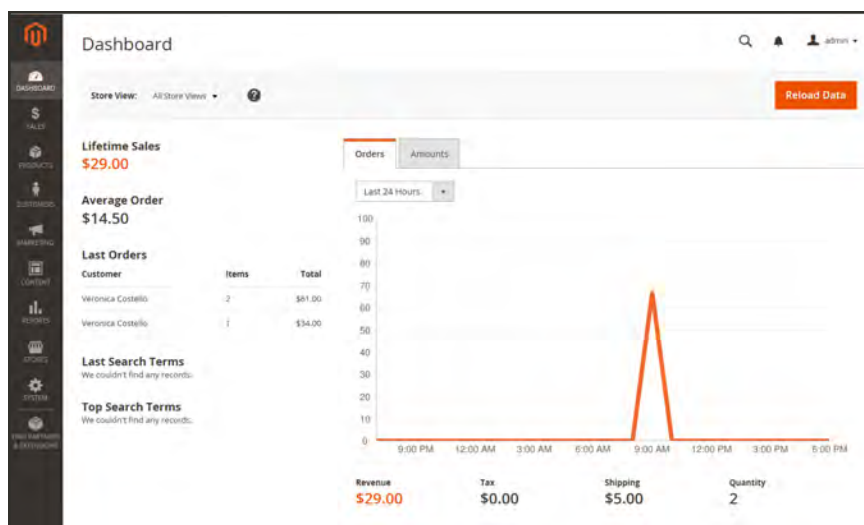 Dashboard
admin
DASHBOARD
Store View: All Store Views ?
Reload Data
SALES
PRODUCTS
CUSTOMERS
MARKETING
CONTENT
REPORTS
STORES
SYSTEM
FIND PARTNERS
& EXTENSIONS
Lifetime Sales
$29.00
Average Order
$14.50
Last Orders
Customer Items Total
Veronica Costello 2 $61.00
Veronica Costello 1 $34.00
Last Search Terms
We couldn't find any records.
Top Search Terms
We couldn't find any records.
Orders Amounts
Last 24 Hours
100
90
80
70
60
50
40
30
20
10
0
9:00 PM 12:00 AM 3:00 AM 6:00 AM 9:00 AM 12:00 PM 3:00 PM 6:00 PM
Revenue Tax Shipping Quantity
$29.00 $0.00 $5.00 2